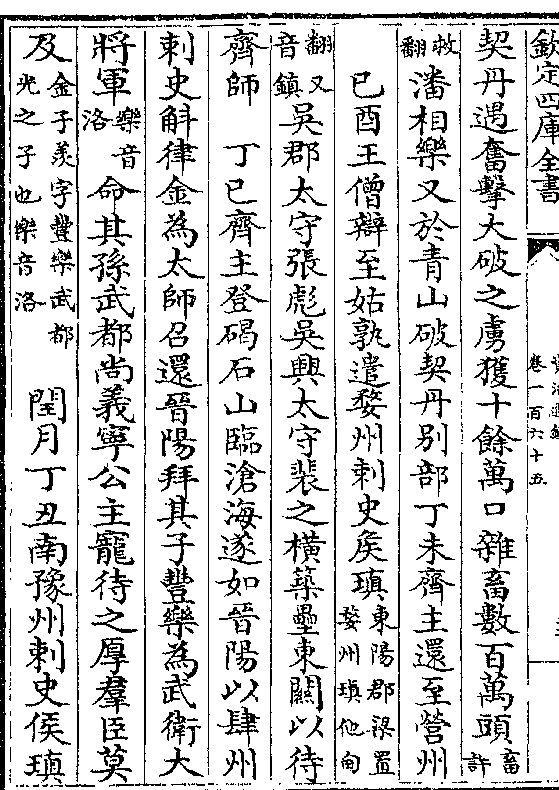 欽定四庫全書
卷一百六十五
契丹遇奮擊大破之虜獲十餘萬口雜畜數百萬頭畜許
救翻潘相樂又於青山破契丹别部丁未齊主還至營州
己酉王僧辯至姑孰遣婺州刺史矦瑱東陽郡梁置婺州瑱他甸
翻又音鎮吳郡太守張彪吳興太守裴之橫築壘東關以待
齊師　丁巳齊主登碣石山臨滄海遂如晉陽以肆州
刺史斛律金為太師召還晉陽拜其子豐樂為武衛大
將軍樂音洛命其孫武都尚義寧公主寵待之厚羣臣莫
及金子羨字豐樂武都光之子也樂音洛　閏月丁丑南豫州刺史侯瑱